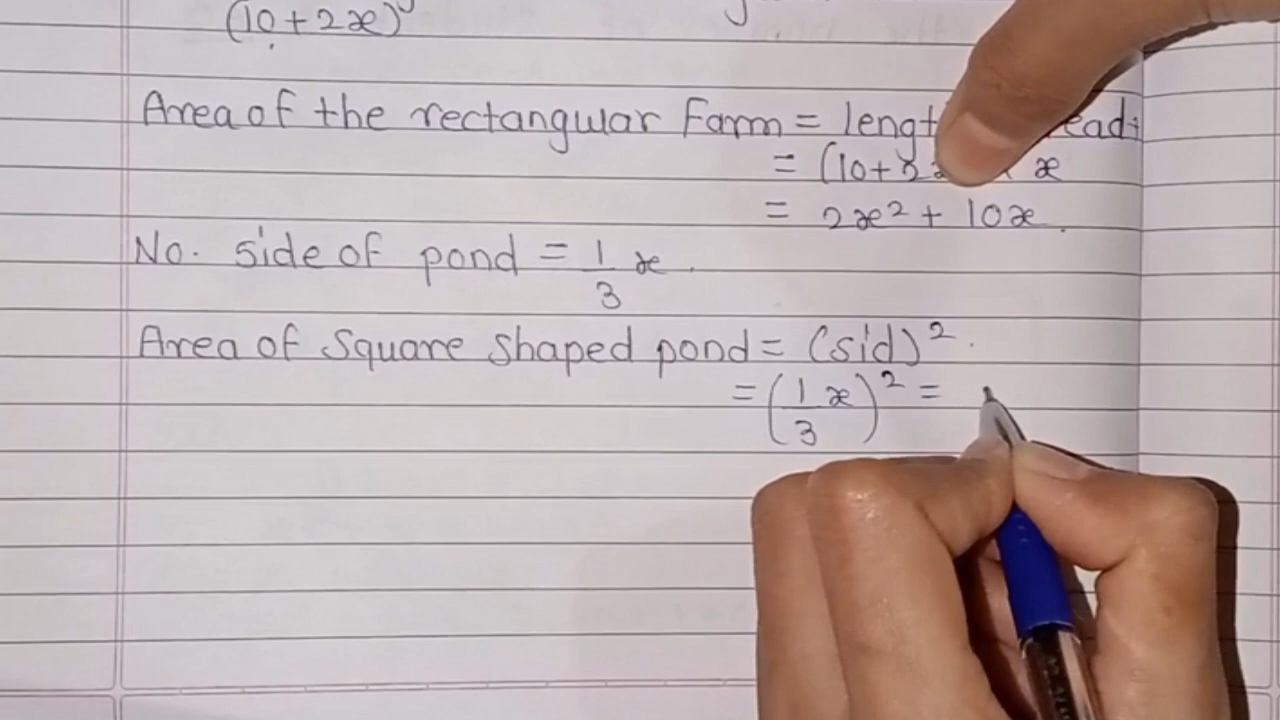 (10+2x)
Area of the rectangular Farm = lengt
= (10+2x x
= 2x² + 10x.
No. side of pond = 1/3 x.
Area of square shaped pond = (sid)².
= (1/3 x)² =